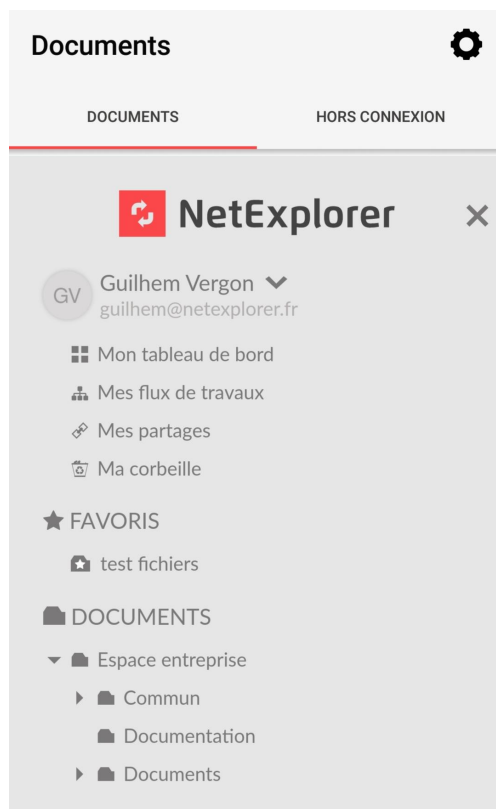 Documents
DOCUMENTS
HORS CONNEXION
NetExplorer
GV
Guilhem Vergon
guilhem@netexplorer.fr
Mon tableau de bord
Mes flux de travaux
Mes partages
Ma corbeille
FAVORIS
test fichiers
DOCUMENTS
Espace entreprise
Commun
Documentation
Documents